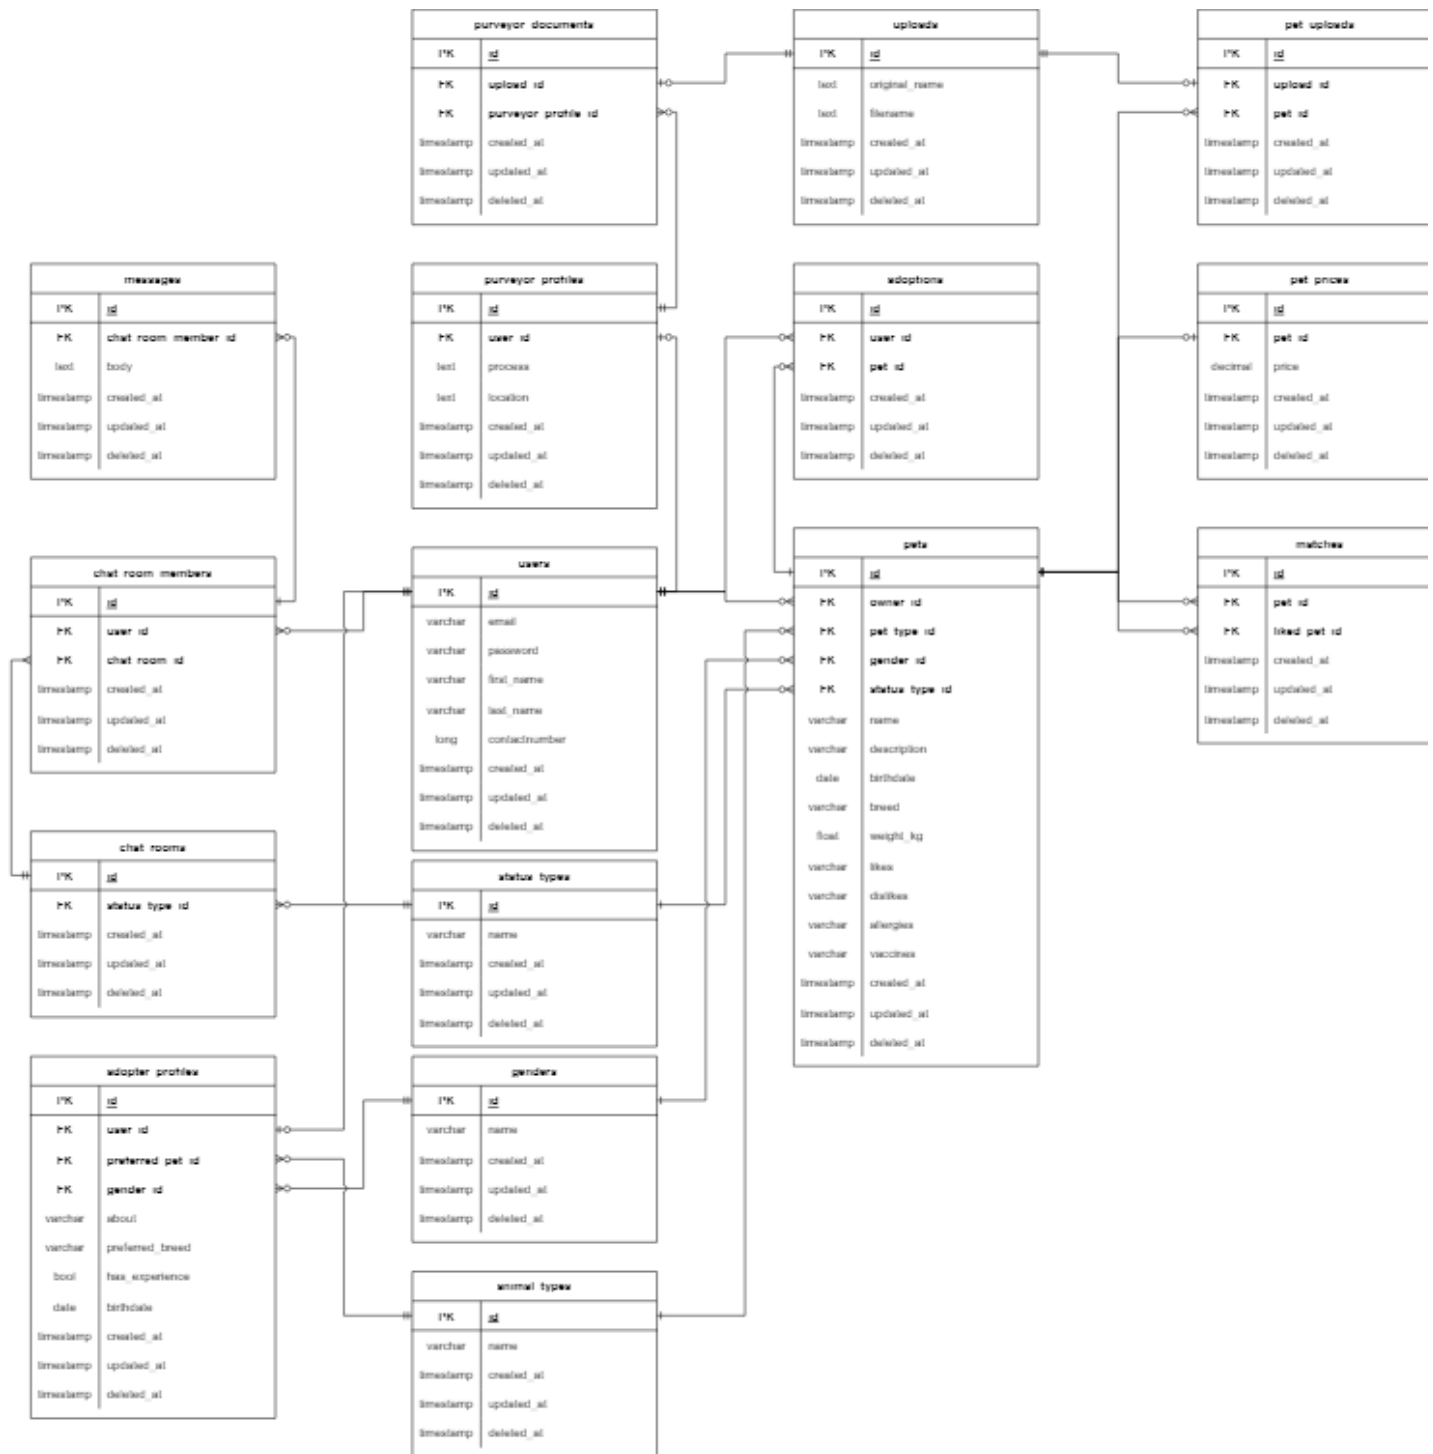 purveyor documents
PK id
FK upload id
FK purveyor profile id
timestamp created_at
timestamp updated_at
timestamp deleted_at
uploads
PK id
text original_name
text filename
timestamp created_at
timestamp updated_at
timestamp deleted_at
pet uploads
PK id
FK upload id
FK pet id
timestamp created_at
timestamp updated_at
timestamp deleted_at
messages
PK id
FK chat room member id
text body
timestamp created_at
timestamp updated_at
timestamp deleted_at
purveyor profiles
PK id
FK user id
text process
text location
timestamp created_at
timestamp updated_at
timestamp deleted_at
adoptions
PK id
FK user id
FK pet id
timestamp created_at
timestamp updated_at
timestamp deleted_at
pet prices
PK id
FK pet id
decimal price
timestamp created_at
timestamp updated_at
timestamp deleted_at
chat room members
PK id
FK user id
FK chat room id
timestamp created_at
timestamp updated_at
timestamp deleted_at
users
PK id
varchar email
varchar password
varchar first_name
varchar last_name
long contactnumber
timestamp created_at
timestamp updated_at
timestamp deleted_at
pets
PK id
FK owner id
FK pet type id
FK gender id
FK status type id
varchar name
varchar description
date birthdate
varchar breed
float weight_kg
varchar likes
varchar dislikes
varchar allergies
varchar vaccines
timestamp created_at
timestamp updated_at
timestamp deleted_at
matches
PK id
FK pet id
FK liked pet id
timestamp created_at
timestamp updated_at
timestamp deleted_at
chat rooms
PK id
FK status type id
timestamp created_at
timestamp updated_at
timestamp deleted_at
status types
PK id
varchar name
timestamp created_at
timestamp updated_at
timestamp deleted_at
adopter profiles
PK id
FK user id
FK preferred pet id
FK gender id
varchar about
varchar preferred_breed
bool has_experience
date birthdate
timestamp created_at
timestamp updated_at
timestamp deleted_at
genders
PK id
varchar name
timestamp created_at
timestamp updated_at
timestamp deleted_at
animal types
PK id
varchar name
timestamp created_at
timestamp updated_at
timestamp deleted_at